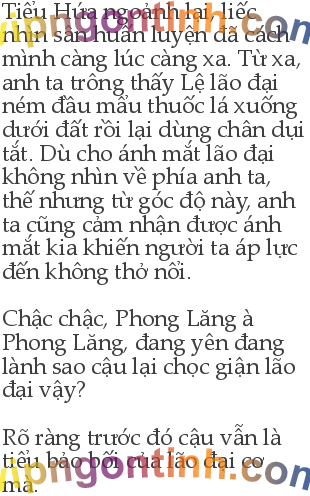 Tiểu Hứa ngoảnh lại, liếc
nhìn sân huấn luyện đã cách
mình càng lúc càng xa. Từ xa,
anh ta trông thấy Lệ lão đại
ném đầu mẩu thuốc lá xuống
dưới đất rồi lại dùng chân dụi
tắt. Dù cho ánh mắt lão đại
không nhìn về phía anh ta,
thế nhưng từ góc độ này, anh
ta cũng cảm nhận được ánh
mắt kia khiến người ta áp lực
đến không thở nổi.
Chậc chậc, Phong Lăng à
Phong Lăng, đang yên đang
lành sao cậu lại chọc giận lão
đại vậy?
Rõ ràng trước đó cậu vẫn là
tiểu bảo bối của lão đại cơ
mà.
vipngontinh.com
vipngontinh.com